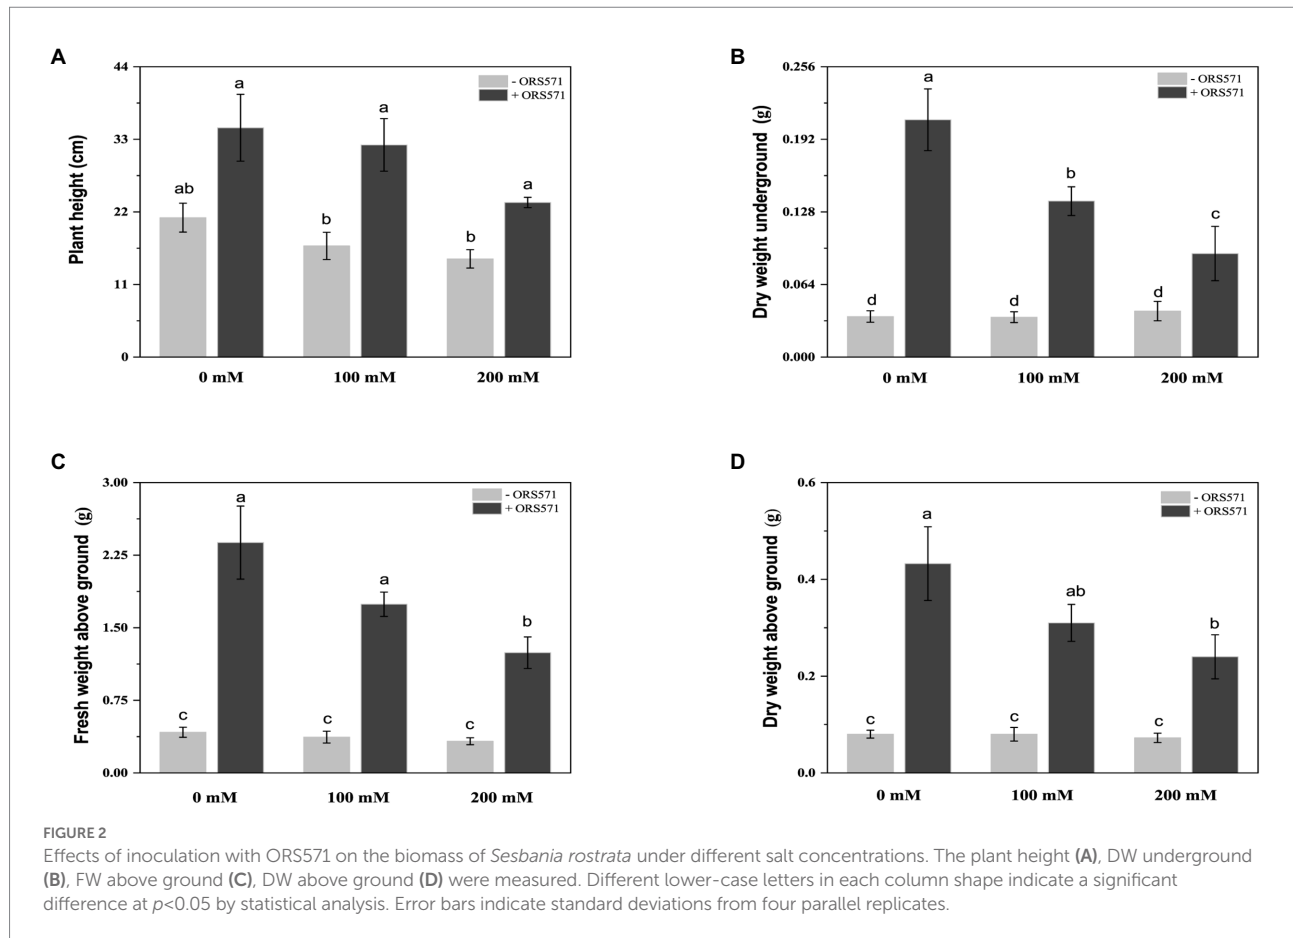 A
44
33
22
11
0
Plant height (cm)
- ORS571
+ ORS571
ab
a
b
a
b
a
0 mM 100 mM 200 mM
B
0.256
0.192
0.128
0.064
0.000
Dry weight underground (g)
- ORS571
+ ORS571
d
a
d
b
d
c
0 mM 100 mM 200 mM
C
3.00
2.25
1.50
0.75
0.00
Fresh weight above ground (g)
- ORS571
+ ORS571
c
a
c
a
c
b
0 mM 100 mM 200 mM
D
0.6
0.4
0.2
0.0
Dry weight above ground (g)
- ORS571
+ ORS571
c
a
c
ab
c
b
0 mM 100 mM 200 mM
FIGURE 2
Effects of inoculation with ORS571 on the biomass of Sesbania rostrata under different salt concentrations. The plant height (A), DW underground
(B), FW above ground (C), DW above ground (D) were measured. Different lower-case letters in each column shape indicate a significant
difference at p<0.05 by statistical analysis. Error bars indicate standard deviations from four parallel replicates.